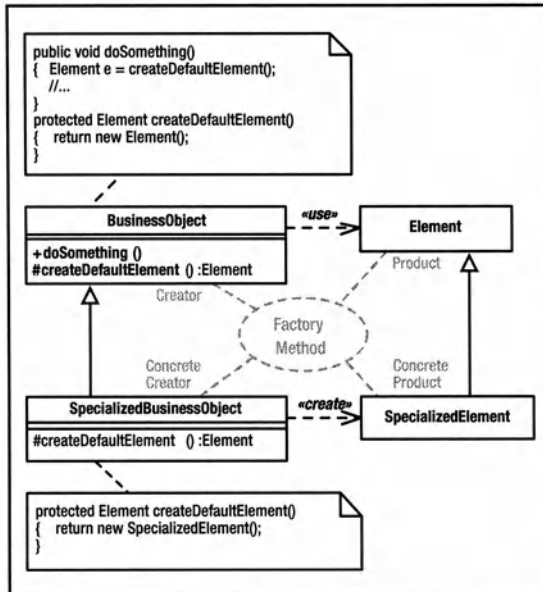 public void doSomething()
{ Element e = createDefaultElement();
//...
}
protected Element createDefaultElement()
{ return new Element();
}
BusinessObject
«use»
Element
+doSomething ()
#createDefaultElement () :Element
Creator
Product
Factory
Method
Concrete
Creator
Concrete
Product
SpecializedBusinessObject
«create»
SpecializedElement
#createDefaultElement () :Element
protected Element createDefaultElement()
{ return new SpecializedElement();
}